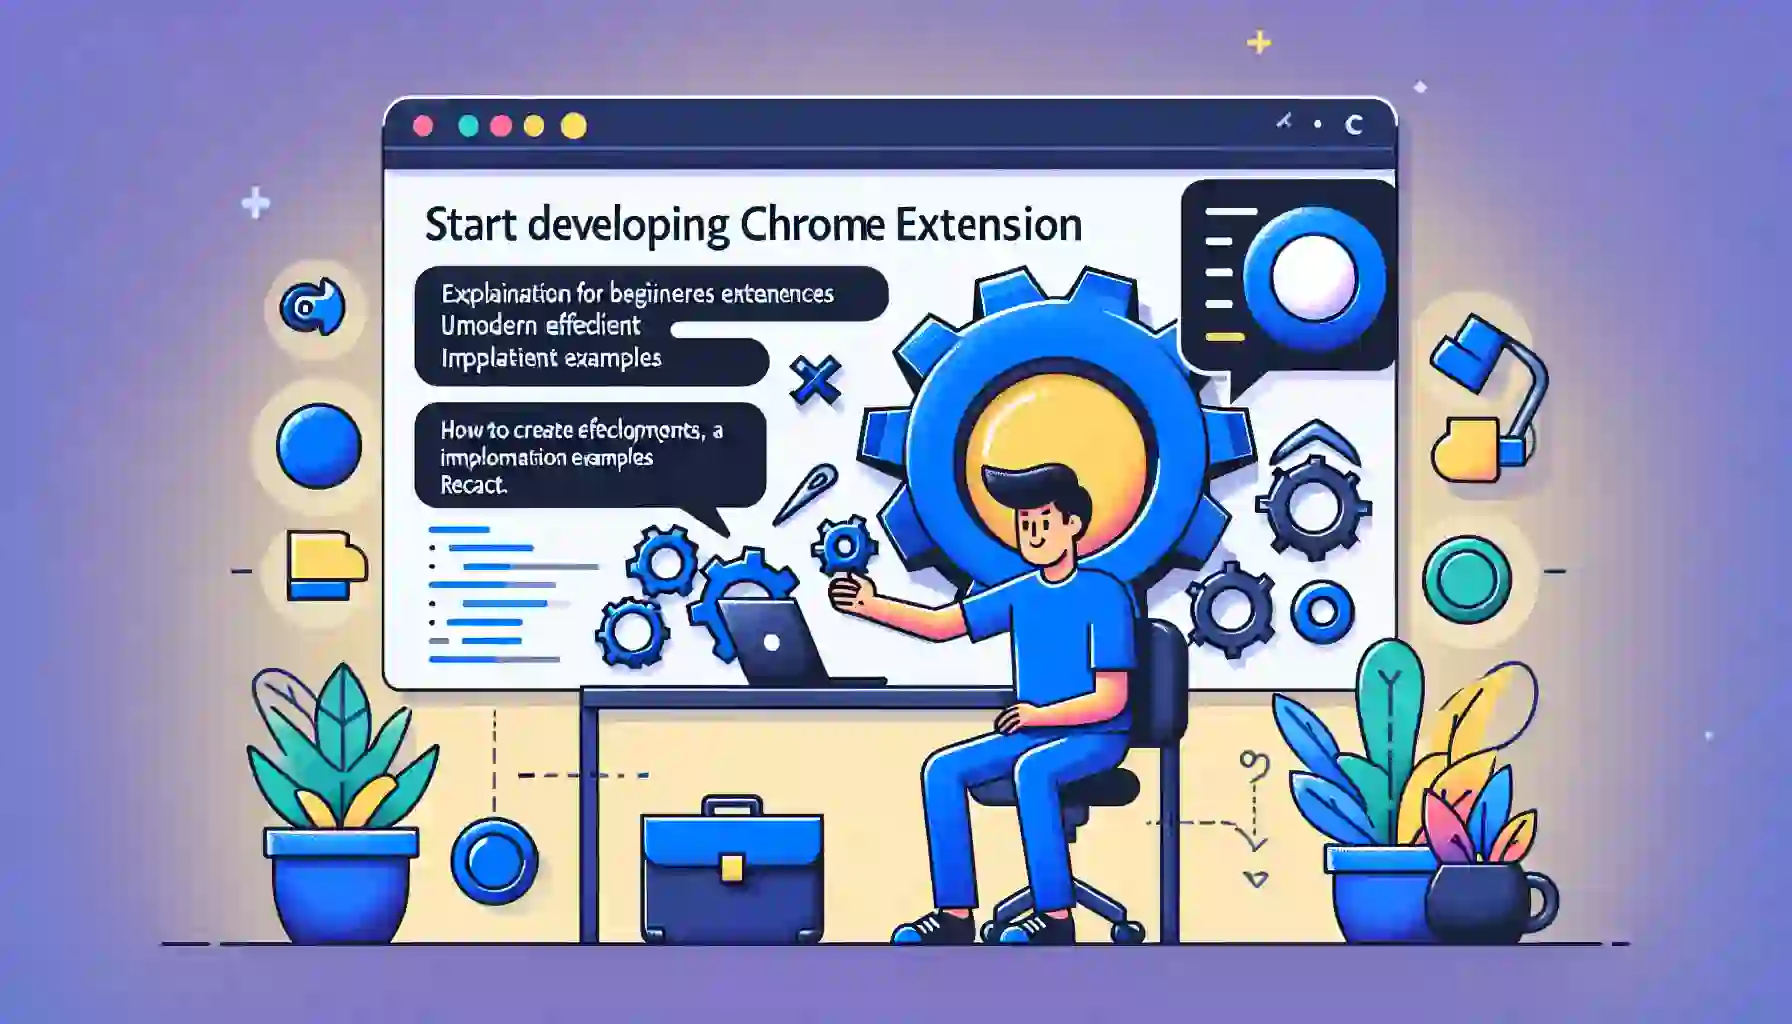 Start developing Chrome Extension
Explaination for begiineres extenences
Umodern effedient
Impplatient examples
How to create efeclopments, a
implomation examples
Recact.